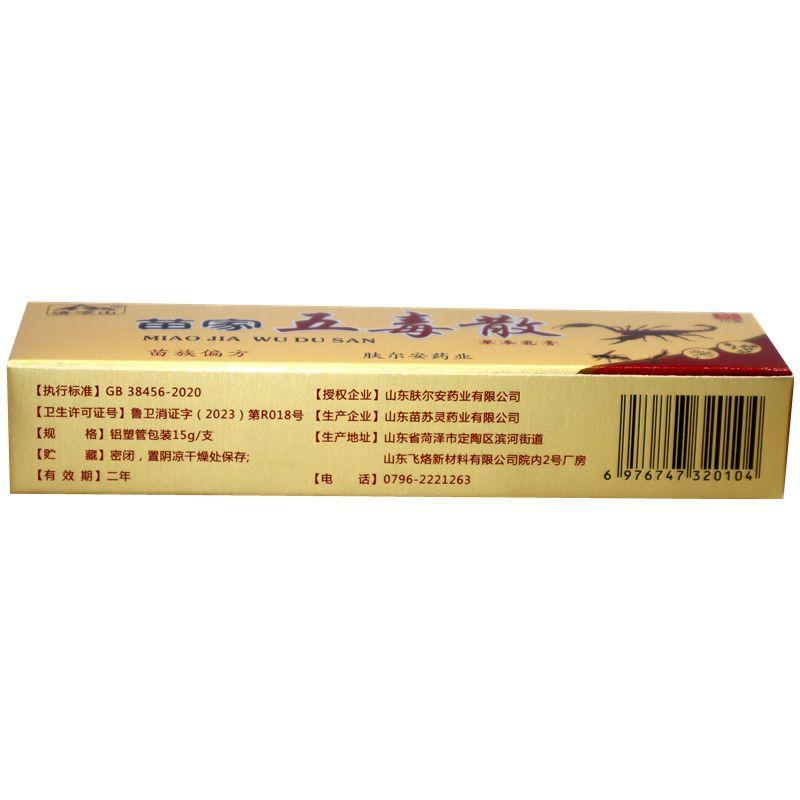 苗家 五毒散
MIAO JIA WU DU SAN
草本乳膏
苗族偏方
肤尔安药业
【执行标准】GB 38456-2020
【卫生许可证号】鲁卫消证字（2023）第R018号
【规 格】铝塑管包装15g/支
【贮 藏】密闭，置阴凉干燥处保存;
【有 效 期】二年
【授权企业】山东肤尔安药业有限公司
【生产企业】山东苗苏灵药业有限公司
【生产地址】山东省菏泽市定陶区滨河街道
山东飞烙新材料有限公司院内2号厂房
【电 话】0796-2221263
6 976747 320104